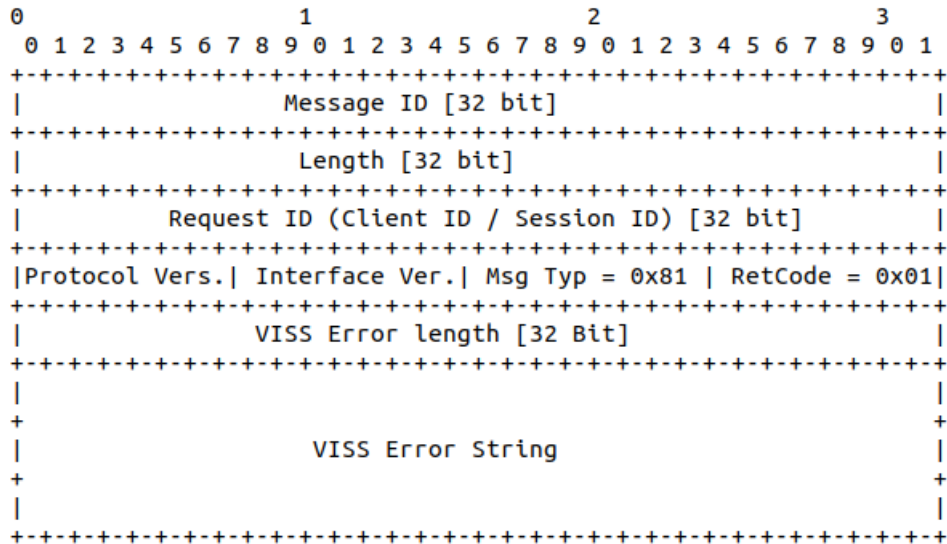 0                   1                   2                   3
 0 1 2 3 4 5 6 7 8 9 0 1 2 3 4 5 6 7 8 9 0 1 2 3 4 5 6 7 8 9 0 1
+-+-+-+-+-+-+-+-+-+-+-+-+-+-+-+-+-+-+-+-+-+-+-+-+-+-+-+-+-+-+-+-+
|                  Message ID [32 bit]                          |
+-+-+-+-+-+-+-+-+-+-+-+-+-+-+-+-+-+-+-+-+-+-+-+-+-+-+-+-+-+-+-+-+
|                   Length [32 bit]                             |
+-+-+-+-+-+-+-+-+-+-+-+-+-+-+-+-+-+-+-+-+-+-+-+-+-+-+-+-+-+-+-+-+
|          Request ID (Client ID / Session ID) [32 bit]         |
+-+-+-+-+-+-+-+-+-+-+-+-+-+-+-+-+-+-+-+-+-+-+-+-+-+-+-+-+-+-+-+-+
|Protocol Vers.| Interface Ver.| Msg Typ = 0x81 | RetCode = 0x01|
+-+-+-+-+-+-+-+-+-+-+-+-+-+-+-+-+-+-+-+-+-+-+-+-+-+-+-+-+-+-+-+-+
|                VISS Error length [32 Bit]                     |
+-+-+-+-+-+-+-+-+-+-+-+-+-+-+-+-+-+-+-+-+-+-+-+-+-+-+-+-+-+-+-+-+
|                                                               |
+                                                               +
|                    VISS Error String                          |
+                                                               +
|                                                               |
+-+-+-+-+-+-+-+-+-+-+-+-+-+-+-+-+-+-+-+-+-+-+-+-+-+-+-+-+-+-+-+-+